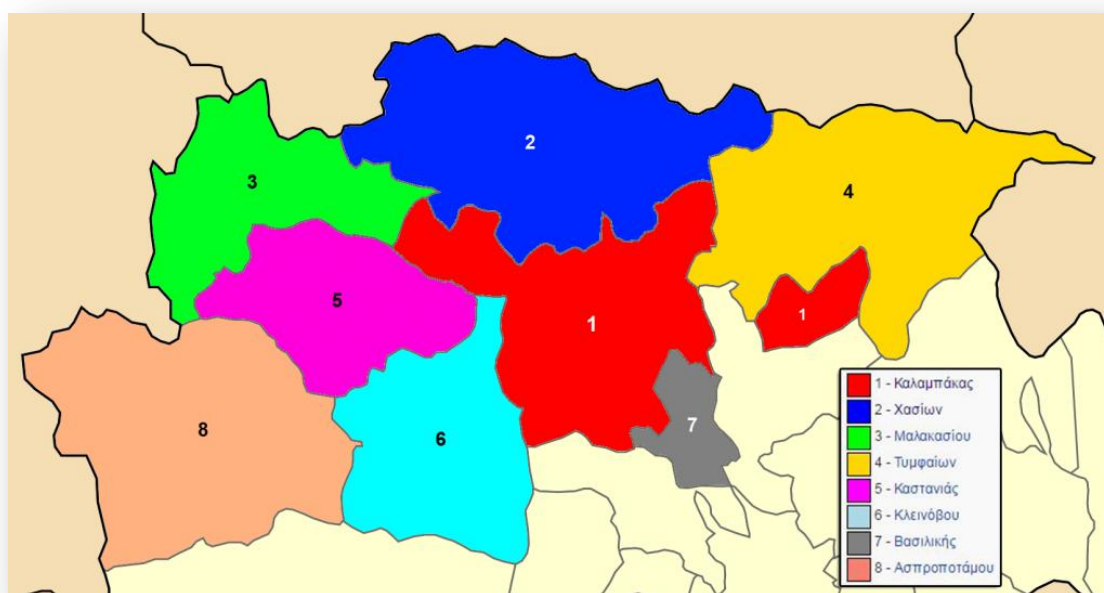 2
3
4
5
1
1
8
6
7
1 - Καλαμπάκας
2 - Χασίων
3 - Μαλακασίου
4 - Τυμφαίων
5 - Καστανιάς
6 - Κλεινόβου
7 - Βασιλικής
8 - Ασπροποτάμου